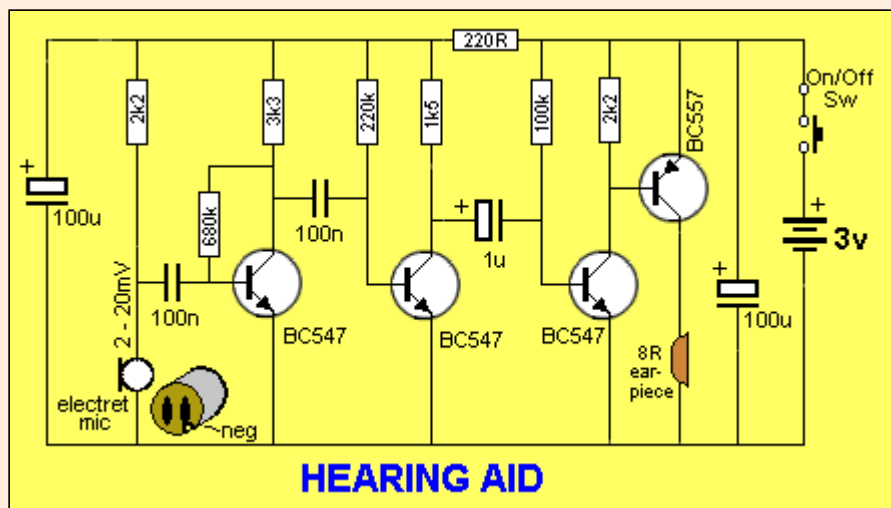 220R
2k2
3k3
220k
1k5
100k
2k2
BC557
On/Off
Sw
+
100u
680k
100n
+
1u
+
3v
2 - 20mV
100n
BC547
BC547
BC547
+
100u
8R
ear-
piece
electret
mic
neg
HEARING AID